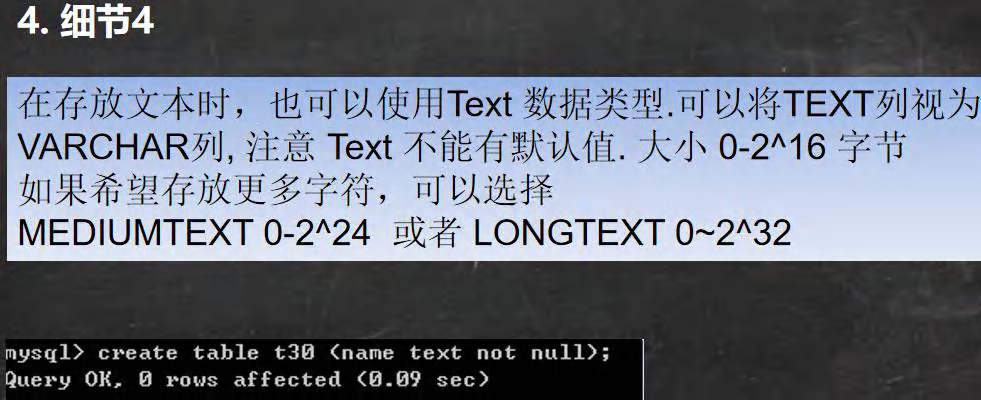 4. 细节4
在存放文本时，也可以使用Text 数据类型.可以将TEXT列视为
VARCHAR列, 注意 Text 不能有默认值. 大小 0-2^16 字节
如果希望存放更多字符，可以选择
MEDIUMTEXT 0-2^24 或者 LONGTEXT 0~2^32
mysql> create table t30 (name text not null);
Query OK, 0 rows affected (0.09 sec)